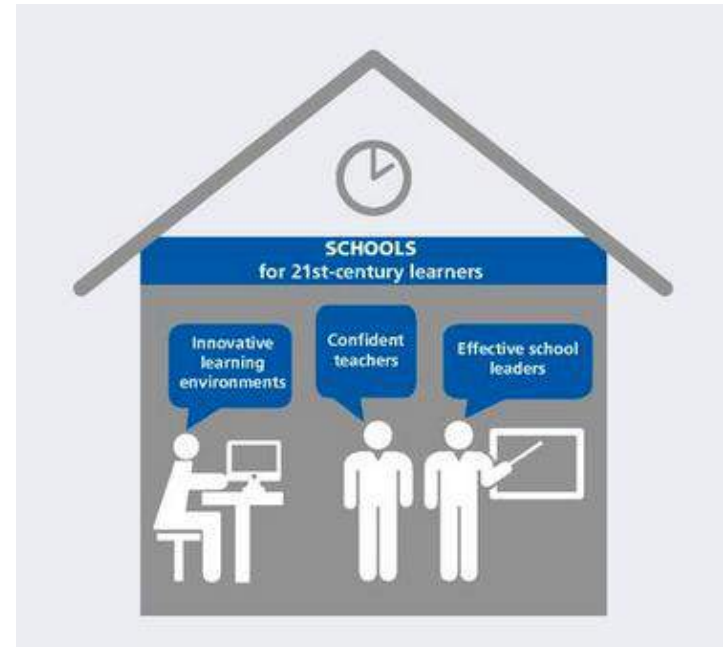 SCHOOLS
for 21st-century learners
Innovative
learning
environments
Confident
teachers
Effective school
leaders